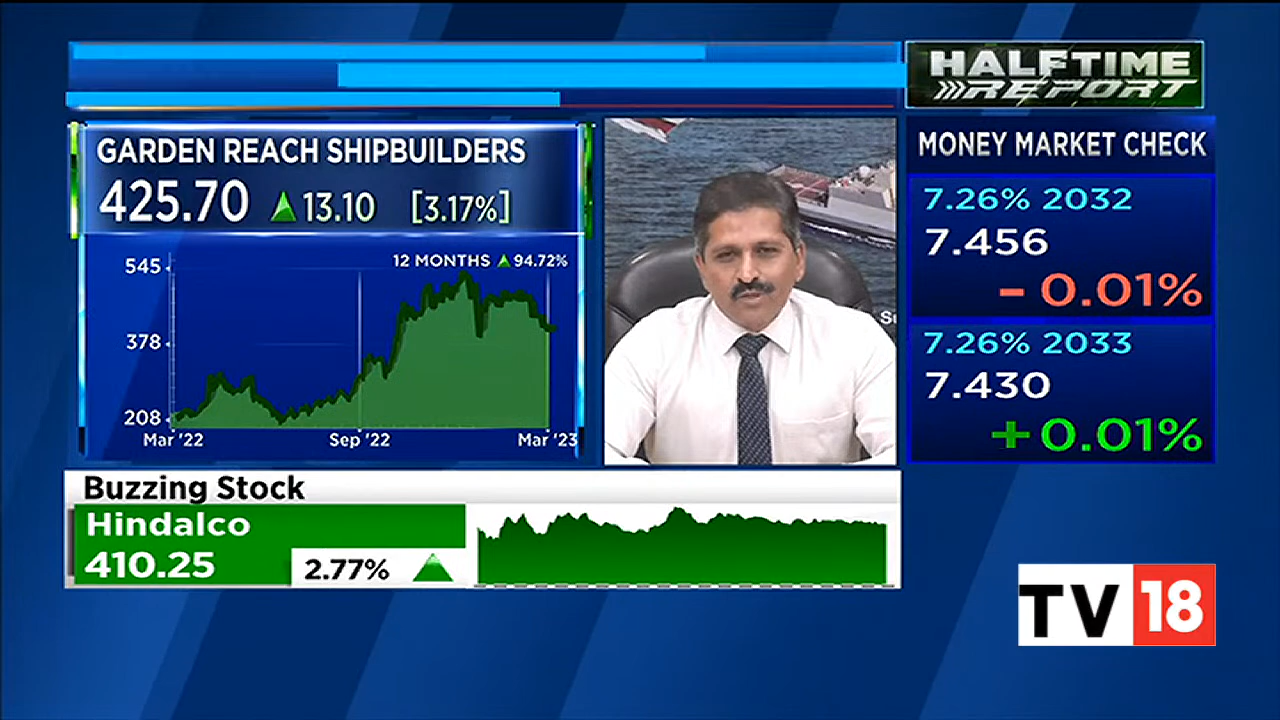 HALFTIME
REPORT
GARDEN REACH SHIPBUILDERS
425.70 ▲ 13.10 [3.17%]
12 MONTHS ▲ 94.72%
545
378
208
Mar '22 Sep '22 Mar '23
MONEY MARKET CHECK
7.26% 2032
7.456
- 0.01%
7.26% 2033
7.430
+ 0.01%
Buzzing Stock
Hindalco
410.25 2.77% ▲
TV 18